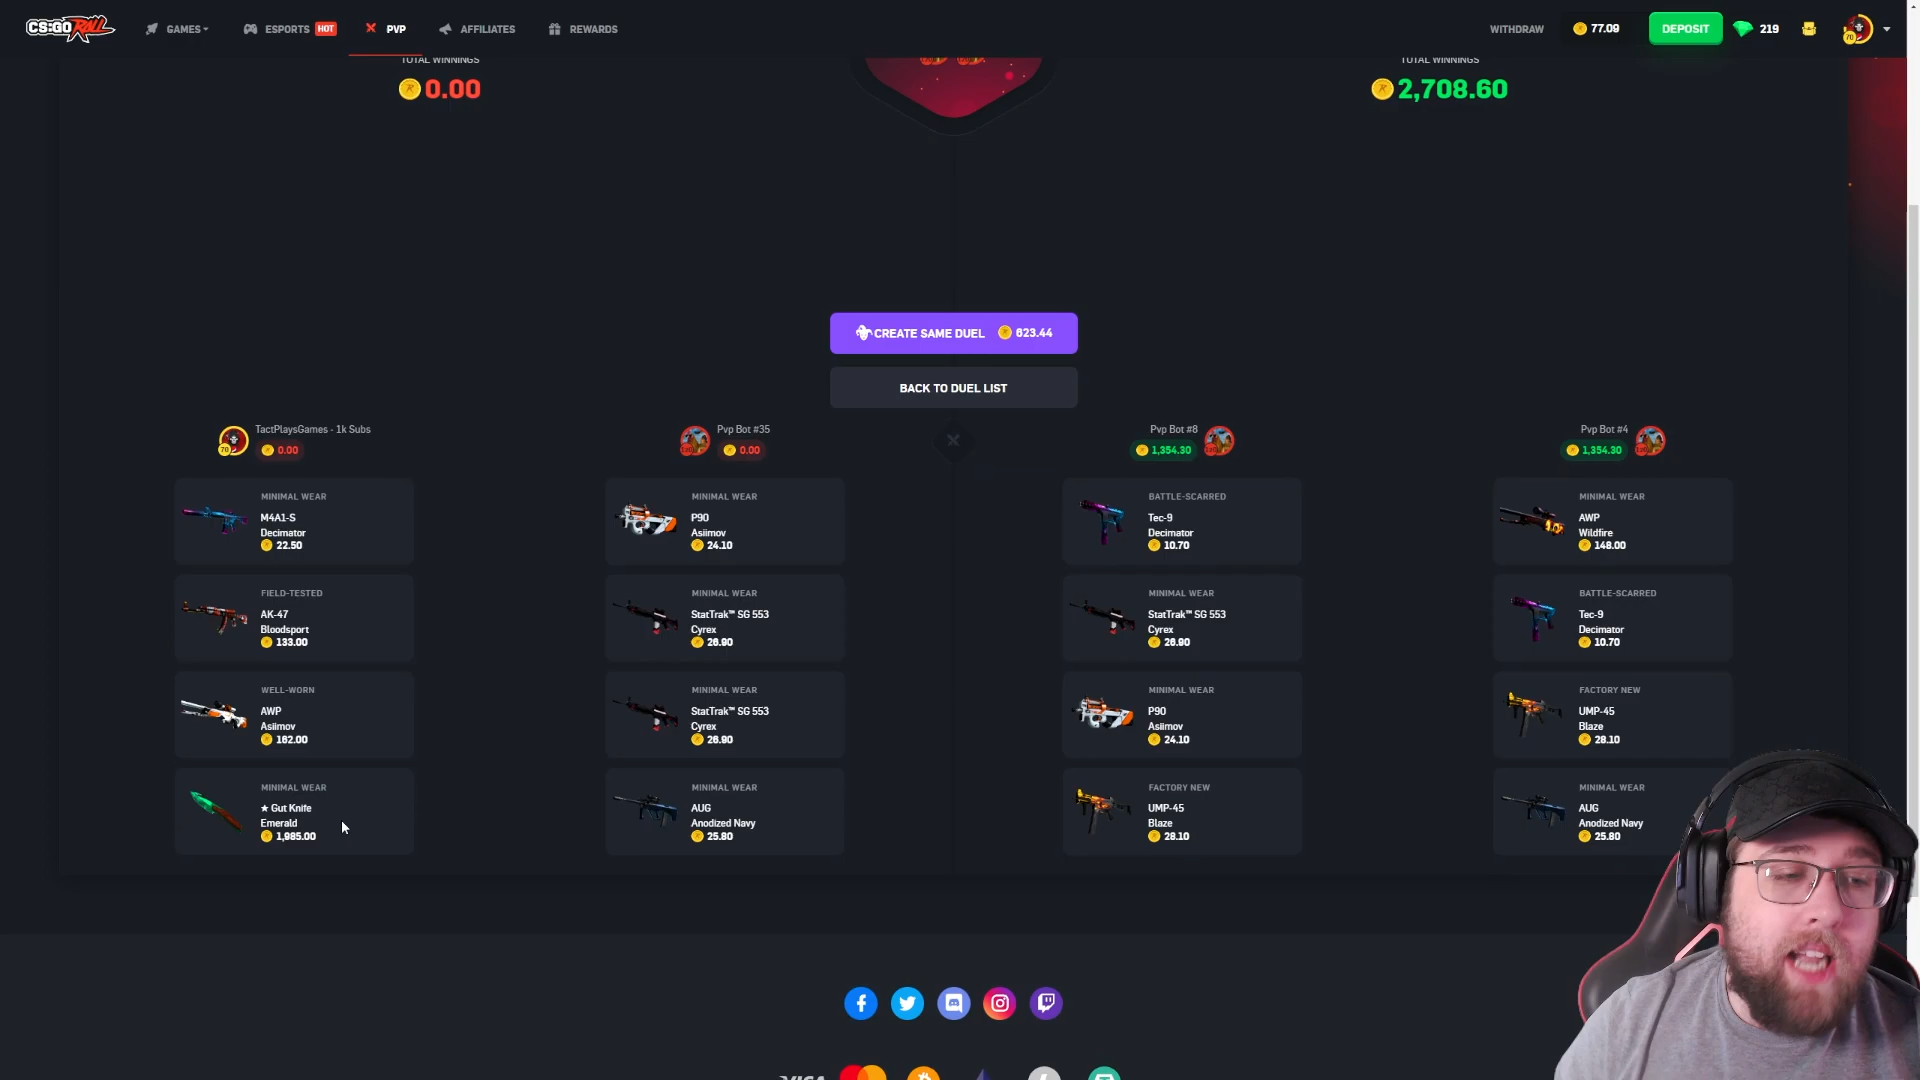 CS:GO ROLL
GAMES
ESPORTS HOT
PVP
AFFILIATES
REWARDS
WITHDRAW
77.09
DEPOSIT
219
70
TOTAL WINNINGS
0.00
TOTAL WINNINGS
2,708.60
CREATE SAME DUEL 623.44
BACK TO DUEL LIST
TactPlaysGames - 1k Subs
70
0.00
Pvp Bot #35
0.00
Pvp Bot #8
1,354.30
Pvp Bot #4
1,354.30
MINIMAL WEAR
M4A1-S
Decimator
22.50
MINIMAL WEAR
P90
Asiimov
24.10
BATTLE-SCARRED
Tec-9
Decimator
10.70
MINIMAL WEAR
AWP
Wildfire
148.00
FIELD-TESTED
AK-47
Bloodsport
133.00
MINIMAL WEAR
StatTrak™ SG 553
Cyrex
26.90
MINIMAL WEAR
StatTrak™ SG 553
Cyrex
26.90
BATTLE-SCARRED
Tec-9
Decimator
10.70
WELL-WORN
AWP
Asiimov
162.00
MINIMAL WEAR
StatTrak™ SG 553
Cyrex
26.90
MINIMAL WEAR
P90
Asiimov
24.10
FACTORY NEW
UMP-45
Blaze
28.10
MINIMAL WEAR
★ Gut Knife
Emerald
1,985.00
MINIMAL WEAR
AUG
Anodized Navy
25.80
FACTORY NEW
UMP-45
Blaze
28.10
MINIMAL WEAR
AUG
Anodized Navy
25.80
VISA